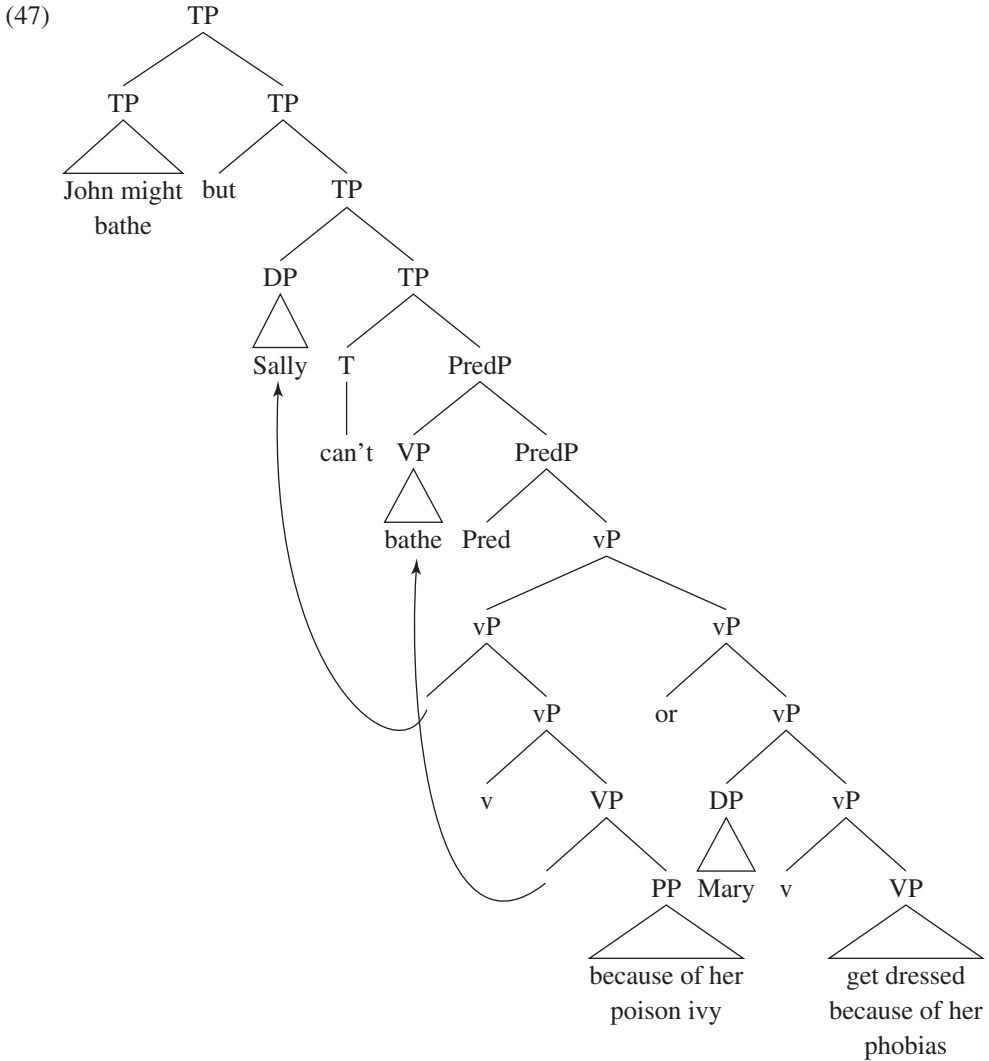 (47) TP
TP TP
John might but TP
bathe
DP TP
Sally T PredP
can't VP PredP
bathe Pred vP
vP vP
vP or vP
v VP DP vP
PP Mary v VP
because of her get dressed
poison ivy because of her
phobias